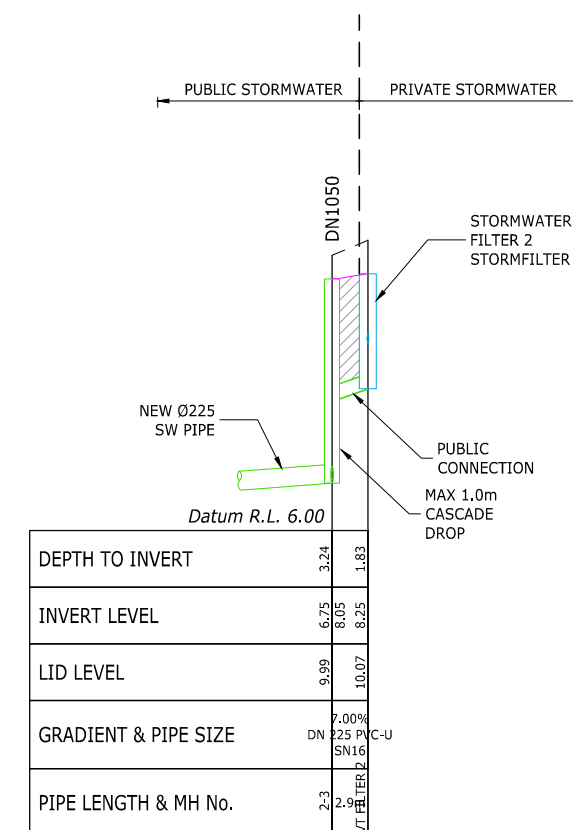 PUBLIC STORMWATER
PRIVATE STORMWATER
DN1050
STORMWATER
FILTER 2
STORMFILTER
NEW Ø225
SW PIPE
PUBLIC
CONNECTION
MAX 1.0m
CASCADE
DROP
Datum R.L. 6.00
DEPTH TO INVERT
3.24
1.83
INVERT LEVEL
6.75
8.05
8.25
LID LEVEL
9.99
10.07
GRADIENT & PIPE SIZE
7.00%
DN 225 PVC-U
SN16
PIPE LENGTH & MH No.
2-3
FILTER 2